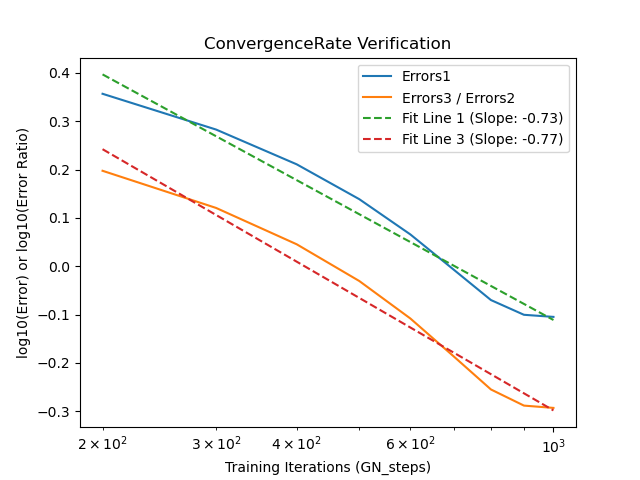 ConvergenceRate Verification
log10(Error) or log10(Error Ratio)
0.4
0.3
0.2
0.1
0.0
−0.1
−0.2
−0.3
Errors1
Errors3 / Errors2
Fit Line 1 (Slope: -0.73)
Fit Line 3 (Slope: -0.77)
2 × 10² 3 × 10² 4 × 10² 6 × 10² 10³
Training Iterations (GN_steps)